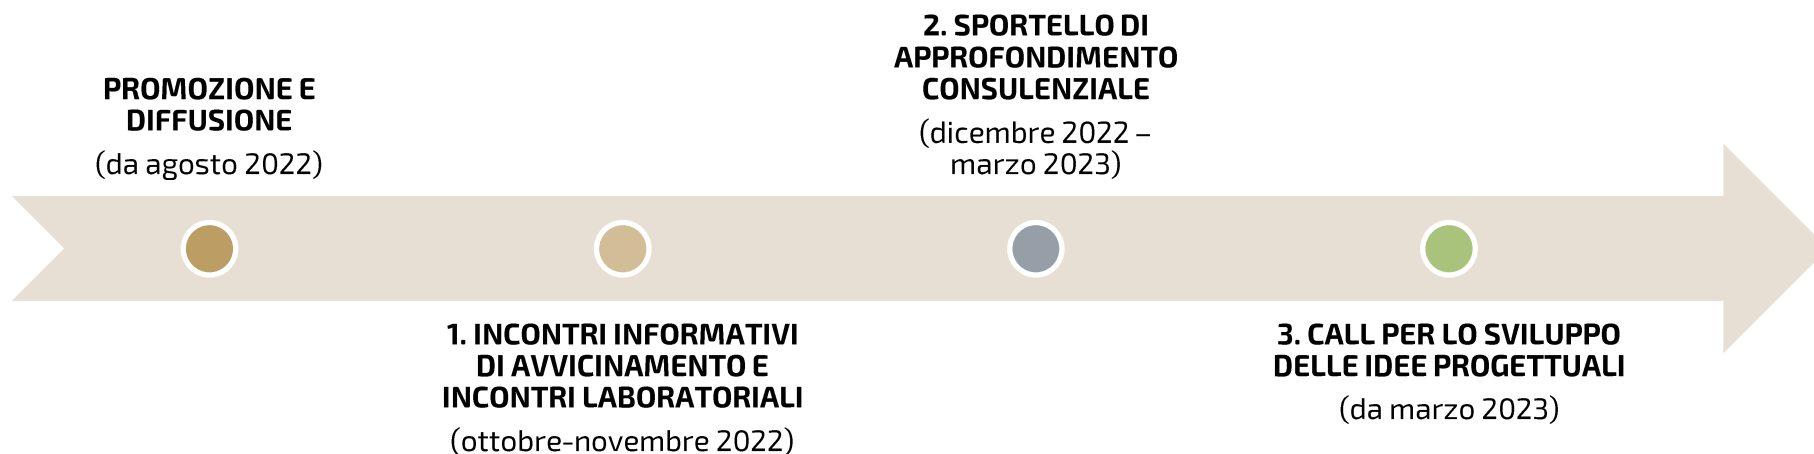 PROMOZIONE E
DIFFUSIONE
(da agosto 2022)
1. INCONTRI INFORMATIVI
DI AVVICINAMENTO E
INCONTRI LABORATORIALI
(ottobre-novembre 2022)
2. SPORTELLO DI
APPROFONDIMENTO
CONSULENZIALE
(dicembre 2022 –
marzo 2023)
3. CALL PER LO SVILUPPO
DELLE IDEE PROGETTUALI
(da marzo 2023)